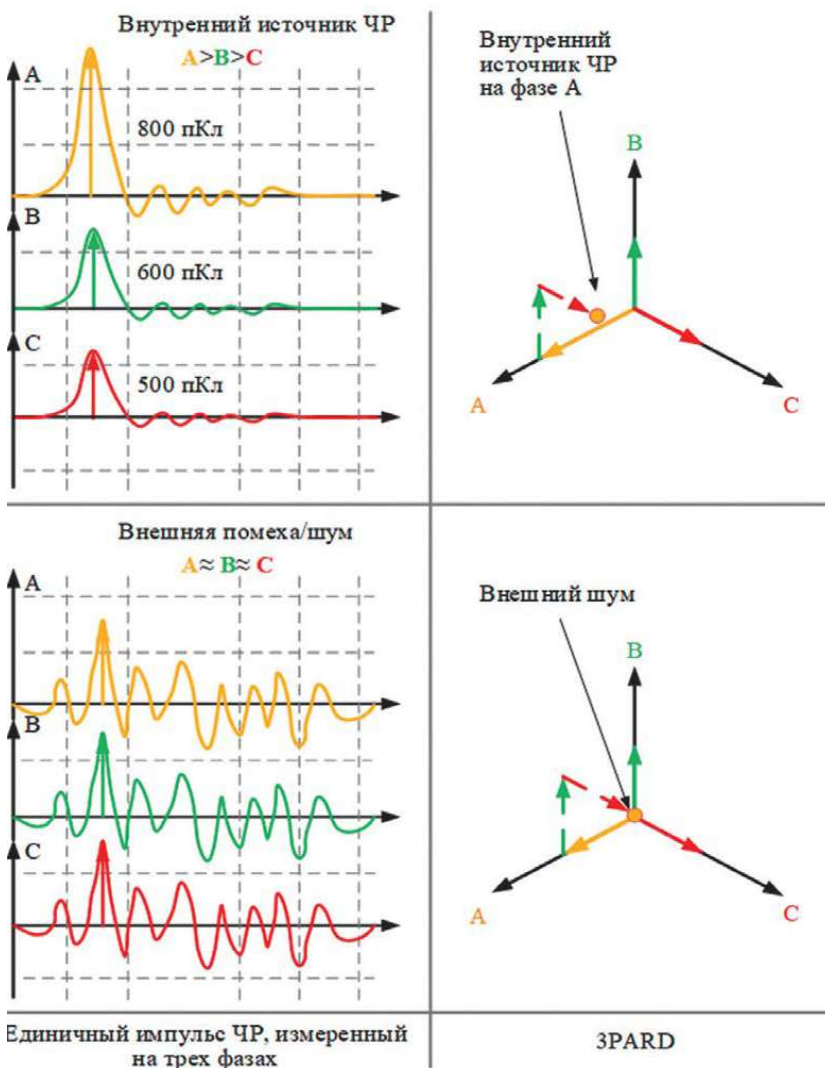 Внутренний источник ЧР
A>B>C
A
800 пКл
B
600 пКл
C
500 пКл
Внутренний
источник ЧР
на фазе А
B
A
C
Внешняя помеха/шум
A≈ B≈ C
A
B
C
Внешний шум
B
A
C
Единичный импульс ЧР, измеренный
на трех фазах
3PARD